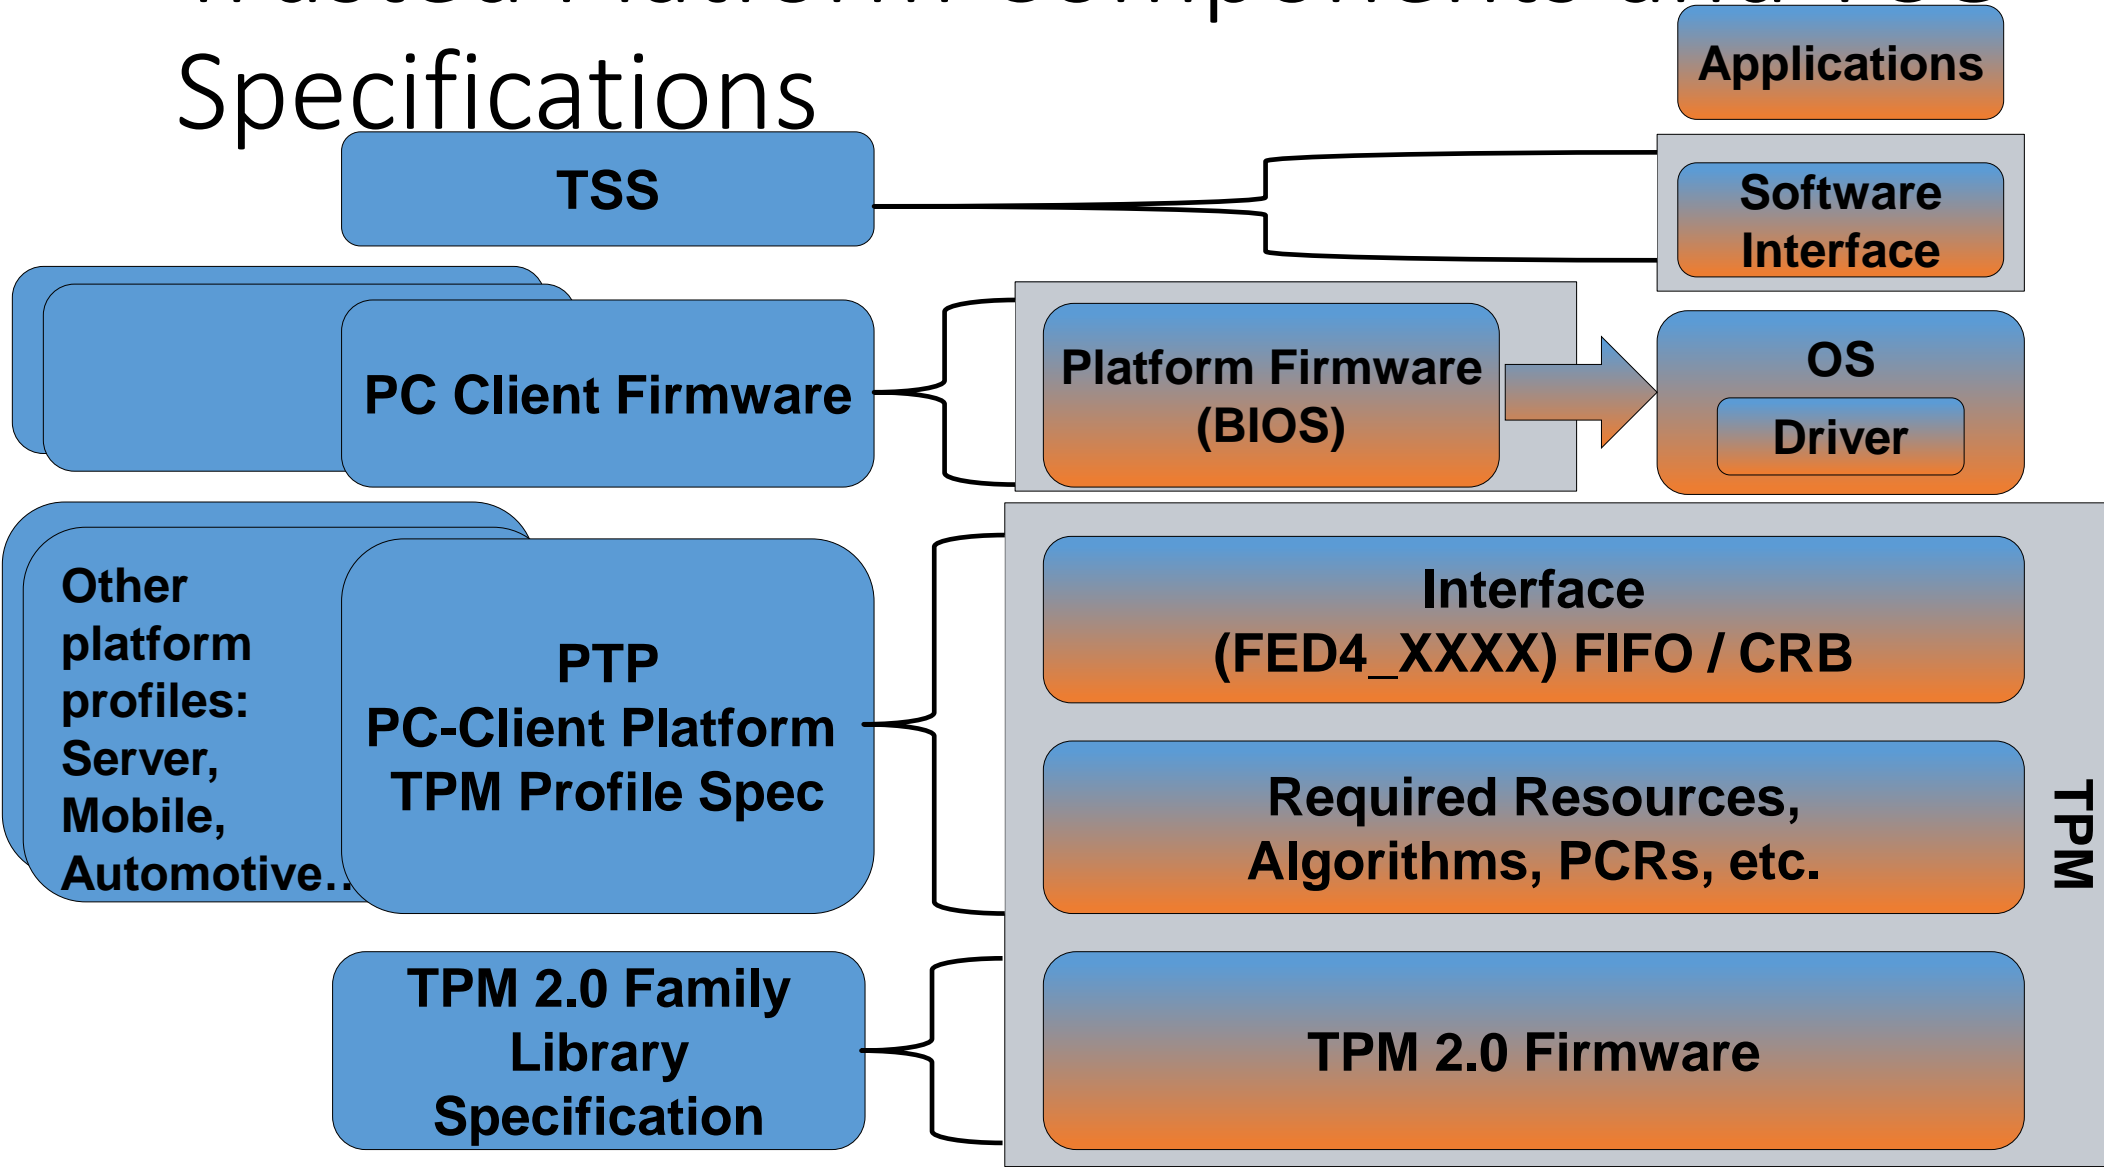 Specifications
Applications
TSS
Software
Interface
PC Client Firmware
Platform Firmware
(BIOS)
OS
Driver
Other
platform
profiles:
Server,
Mobile,
Automotive…
PTP
PC-Client Platform
TPM Profile Spec
Interface
(FED4_XXXX) FIFO / CRB
Required Resources,
Algorithms, PCRs, etc.
TPM
TPM 2.0 Family
Library
Specification
TPM 2.0 Firmware